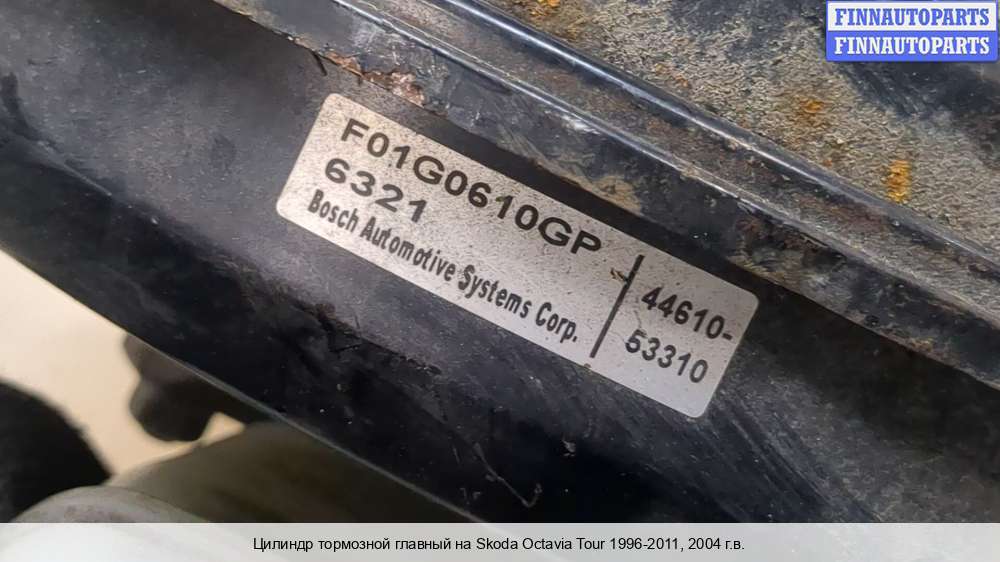 FINNAUTOPARTS
FINNAUTOPARTS
F01G0610GP
6321
Bosch Automotive Systems Corp.
44610-
53310
Цилиндр тормозной главный на Skoda Octavia Tour 1996-2011, 2004 г.в.